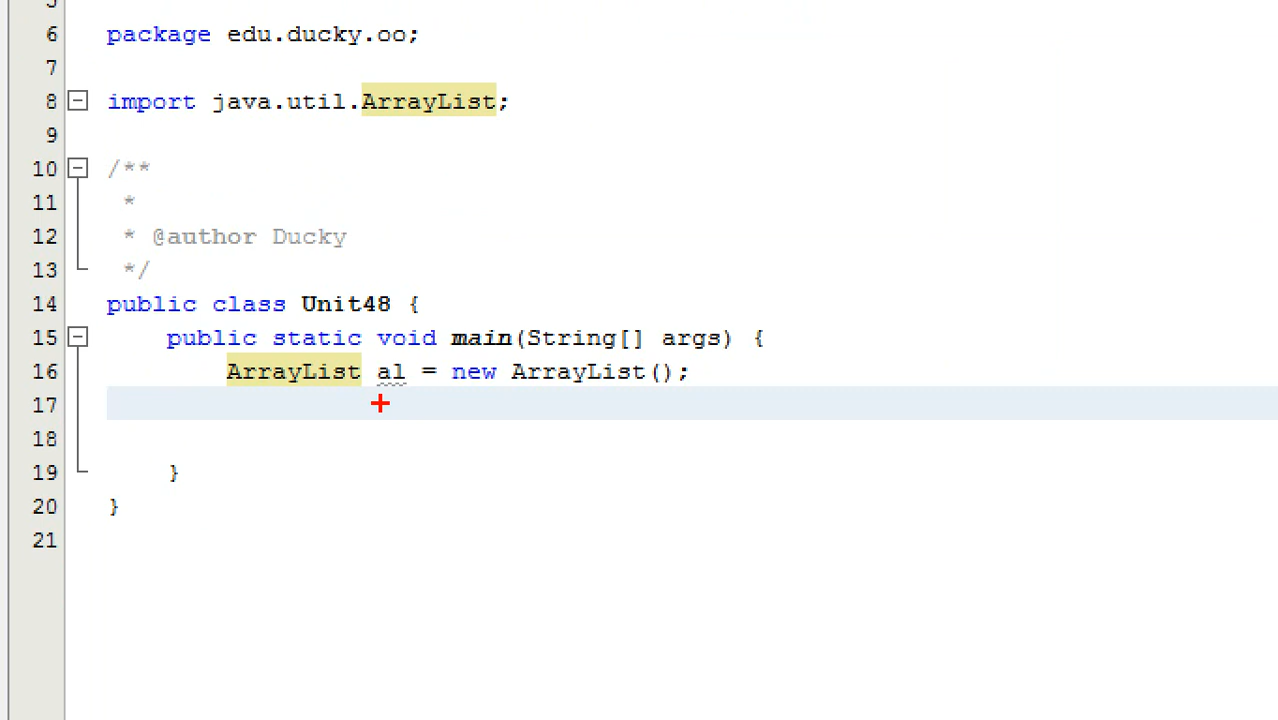 5
6 package edu.ducky.oo;
7
8 import java.util.ArrayList;
9
10 /**
11 *
12 * @author Ducky
13 */
14 public class Unit48 {
15 public static void main(String[] args) {
16 ArrayList al = new ArrayList();
17
18
19 }
20 }
21